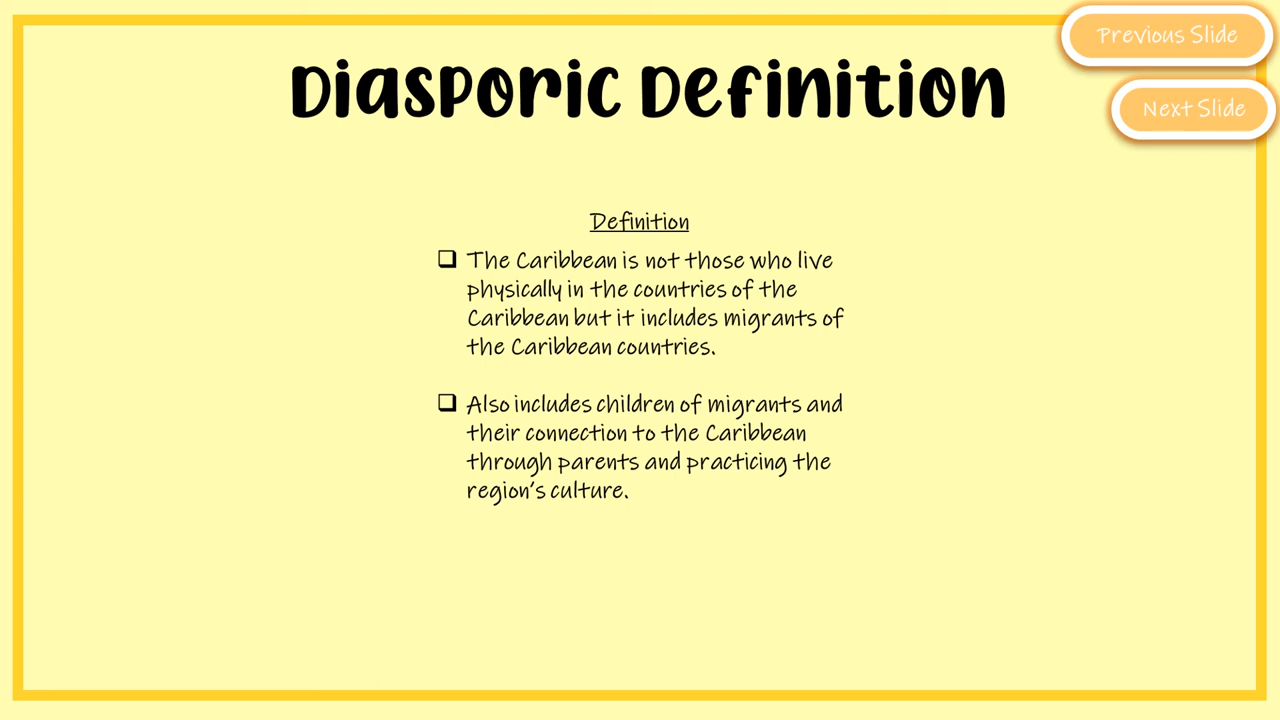 Previous Slide
Diasporic Definition
Next Slide
Definition
❑ The Caribbean is not those who live
physically in the countries of the
Caribbean but it includes migrants of
the Caribbean countries.
❑ Also includes children of migrants and
their connection to the Caribbean
through parents and practicing the
region's culture.